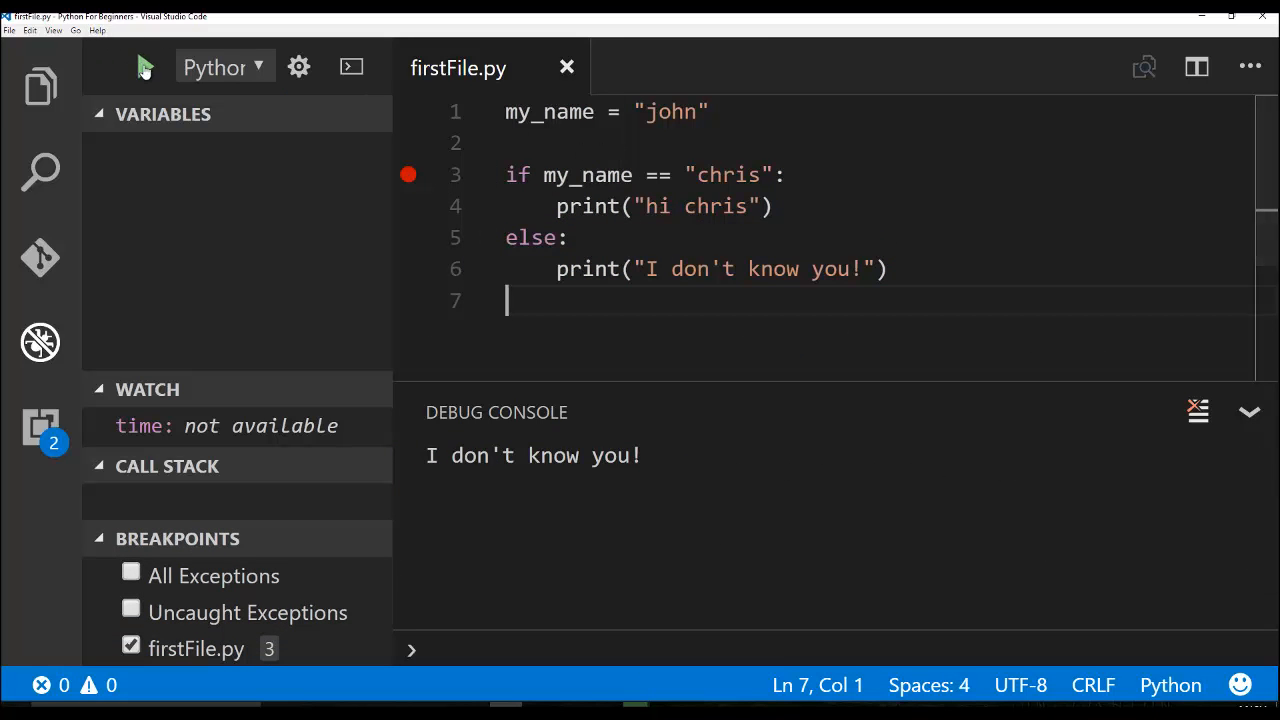 firstFile.py - Python For Beginners - Visual Studio Code
File Edit View Go Help
Python
firstFile.py
VARIABLES
1 my_name = "john"
2
3 if my_name == "chris":
4 print("hi chris")
5 else:
6 print("I don't know you!")
7
WATCH
time: not available
CALL STACK
BREAKPOINTS
All Exceptions
Uncaught Exceptions
firstFile.py 3
2
DEBUG CONSOLE
I don't know you!
0 0 Ln 7, Col 1 Spaces: 4 UTF-8 CRLF Python